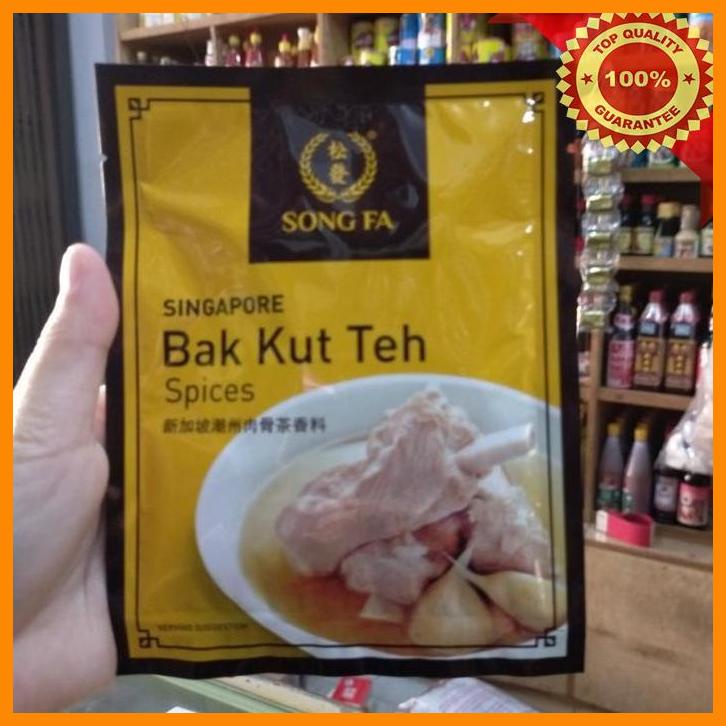 TOP QUALITY
100%
GUARANTEE
松
發
®
SONG FA
SINGAPORE
Bak Kut Teh
Spices
新加坡潮州肉骨茶香料
SERVING SUGGESTION